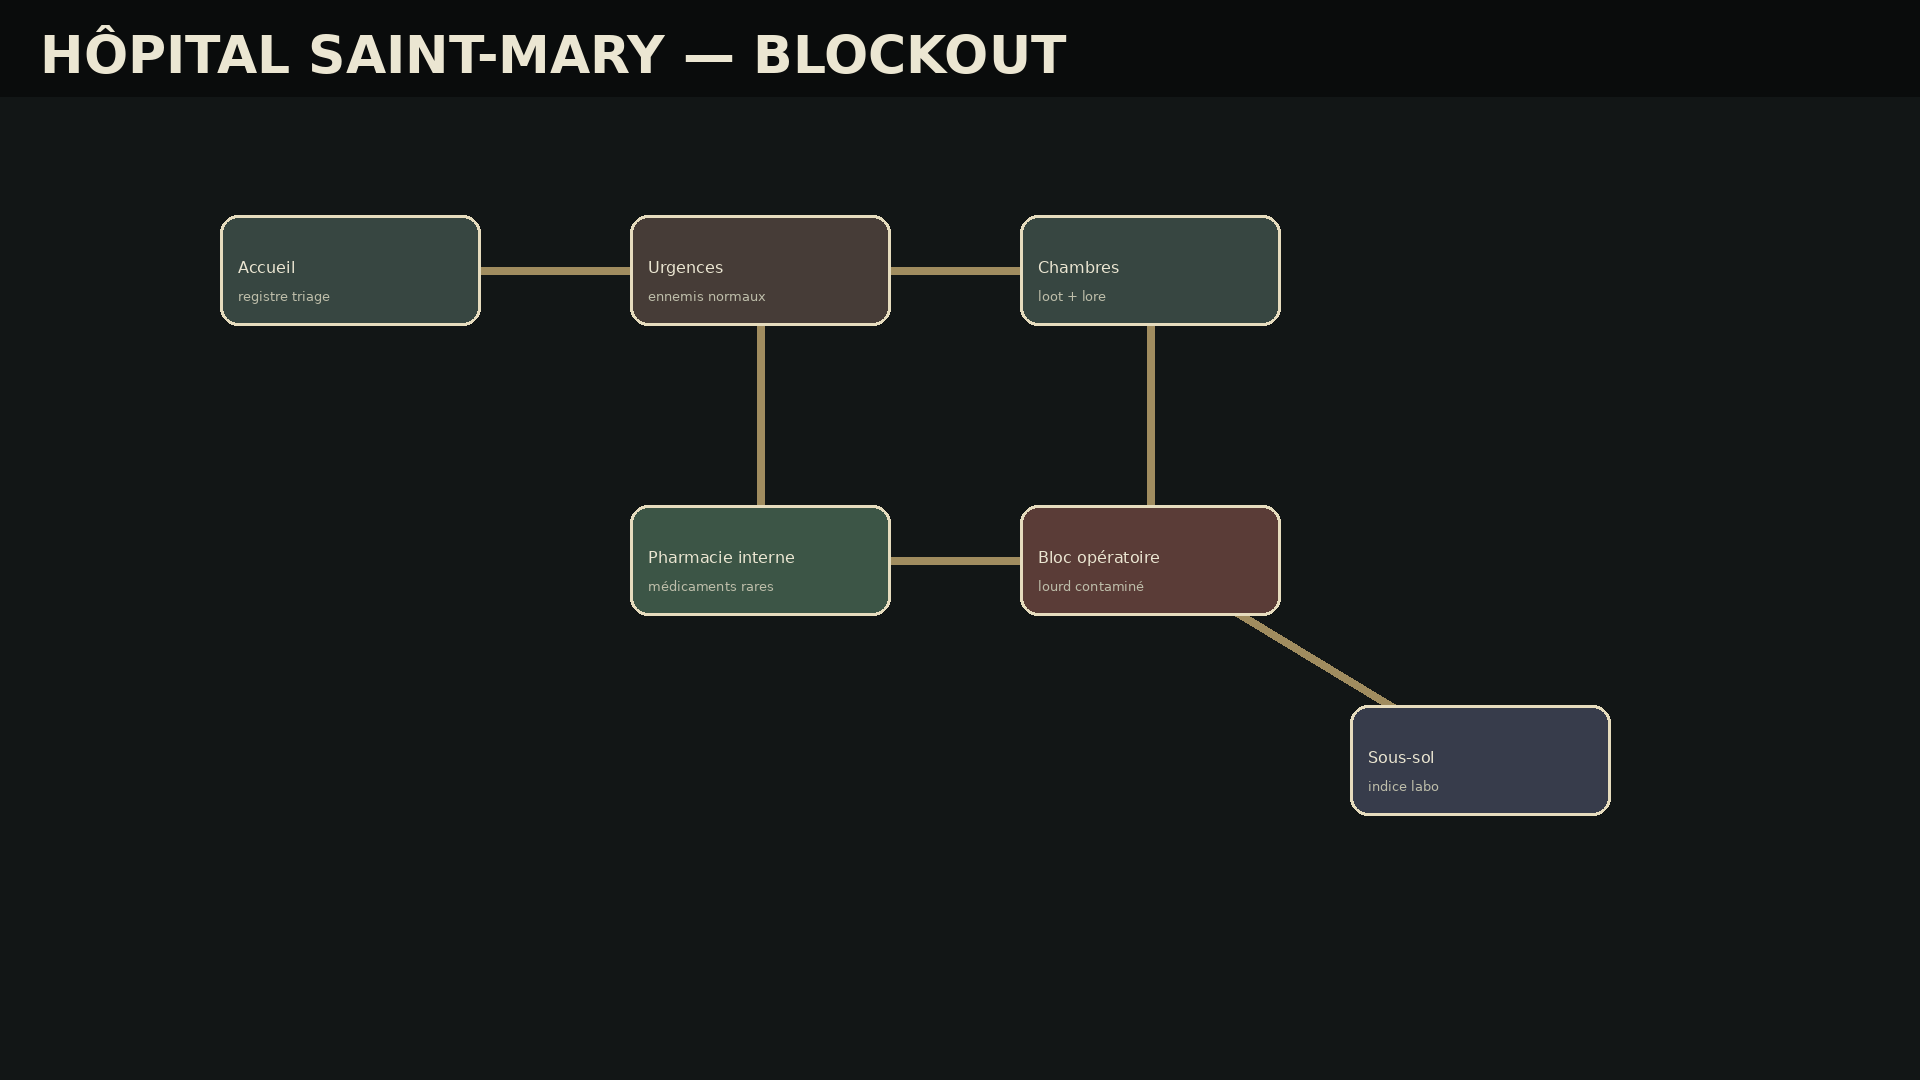 HÔPITAL SAINT-MARY — BLOCKOUT
Accueil
registre triage
Urgences
ennemis normaux
Chambres
loot + lore
Pharmacie interne
médicaments rares
Bloc opératoire
lourd contaminé
Sous-sol
indice labo